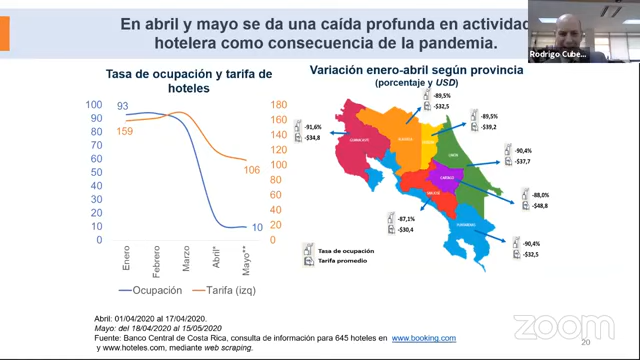 En abril y mayo se da una caída profunda en actividad
hotelera como consecuencia de la pandemia.
Rodrigo Cube...
Tasa de ocupación y tarifa de
hoteles
100
90
80
70
60
50
40
30
20
10
0
93
159
106
10
180
160
140
120
100
80
60
40
20
0
Enero
Febrero
Marzo
Abril*
Mayo**
Ocupación
Tarifa (izq)
Variación enero-abril según provincia
(porcentaje y USD)
-89,5%
-$32,5
-89,5%
-$39,2
-91,6%
-$34,8
-90,4%
-$37,7
-88,0%
-$48,8
-87,1%
-$30,4
-90,4%
-$32,5
LIMON
CARTAGO
Tasa de ocupación
Tarifa promedio
Abril: 01/04/2020 al 17/04/2020.
Mayo: del 18/04/2020 al 15/05/2020
Fuente: Banco Central de Costa Rica, consulta de información para 645 hoteles en www.booking.com
y www.hoteles.com, mediante web scraping.
zoom
20